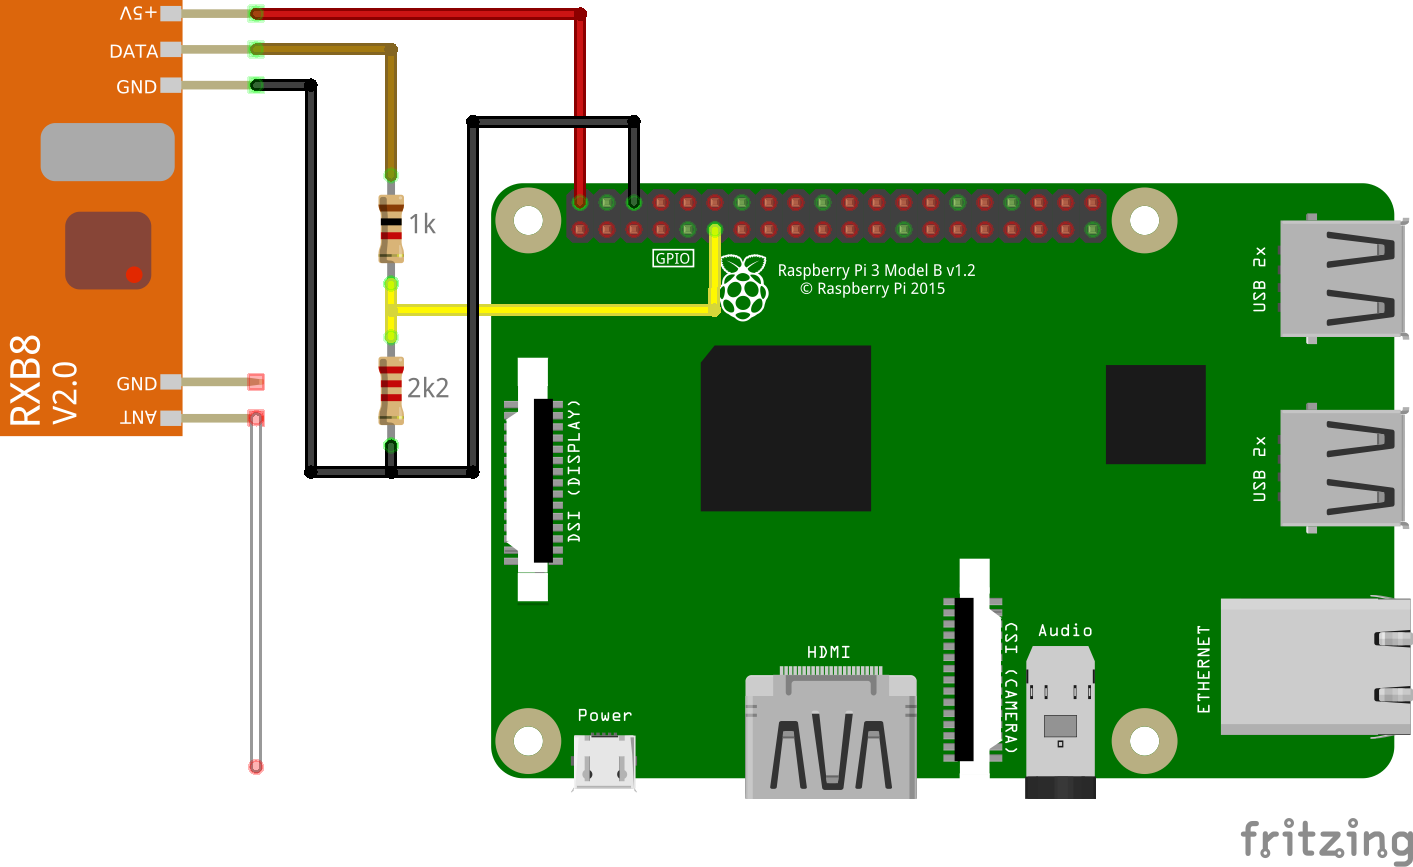 +5V
DATA
GND
RXB8
V2.0
GND
ANT
1k
2k2
GPIO
Raspberry Pi 3 Model B v1.2
© Raspberry Pi 2015
USB 2x
USB 2x
DSI (DISPLAY)
CSI (CAMERA)
ETHERNET
Audio
HDMI
Power
fritzing